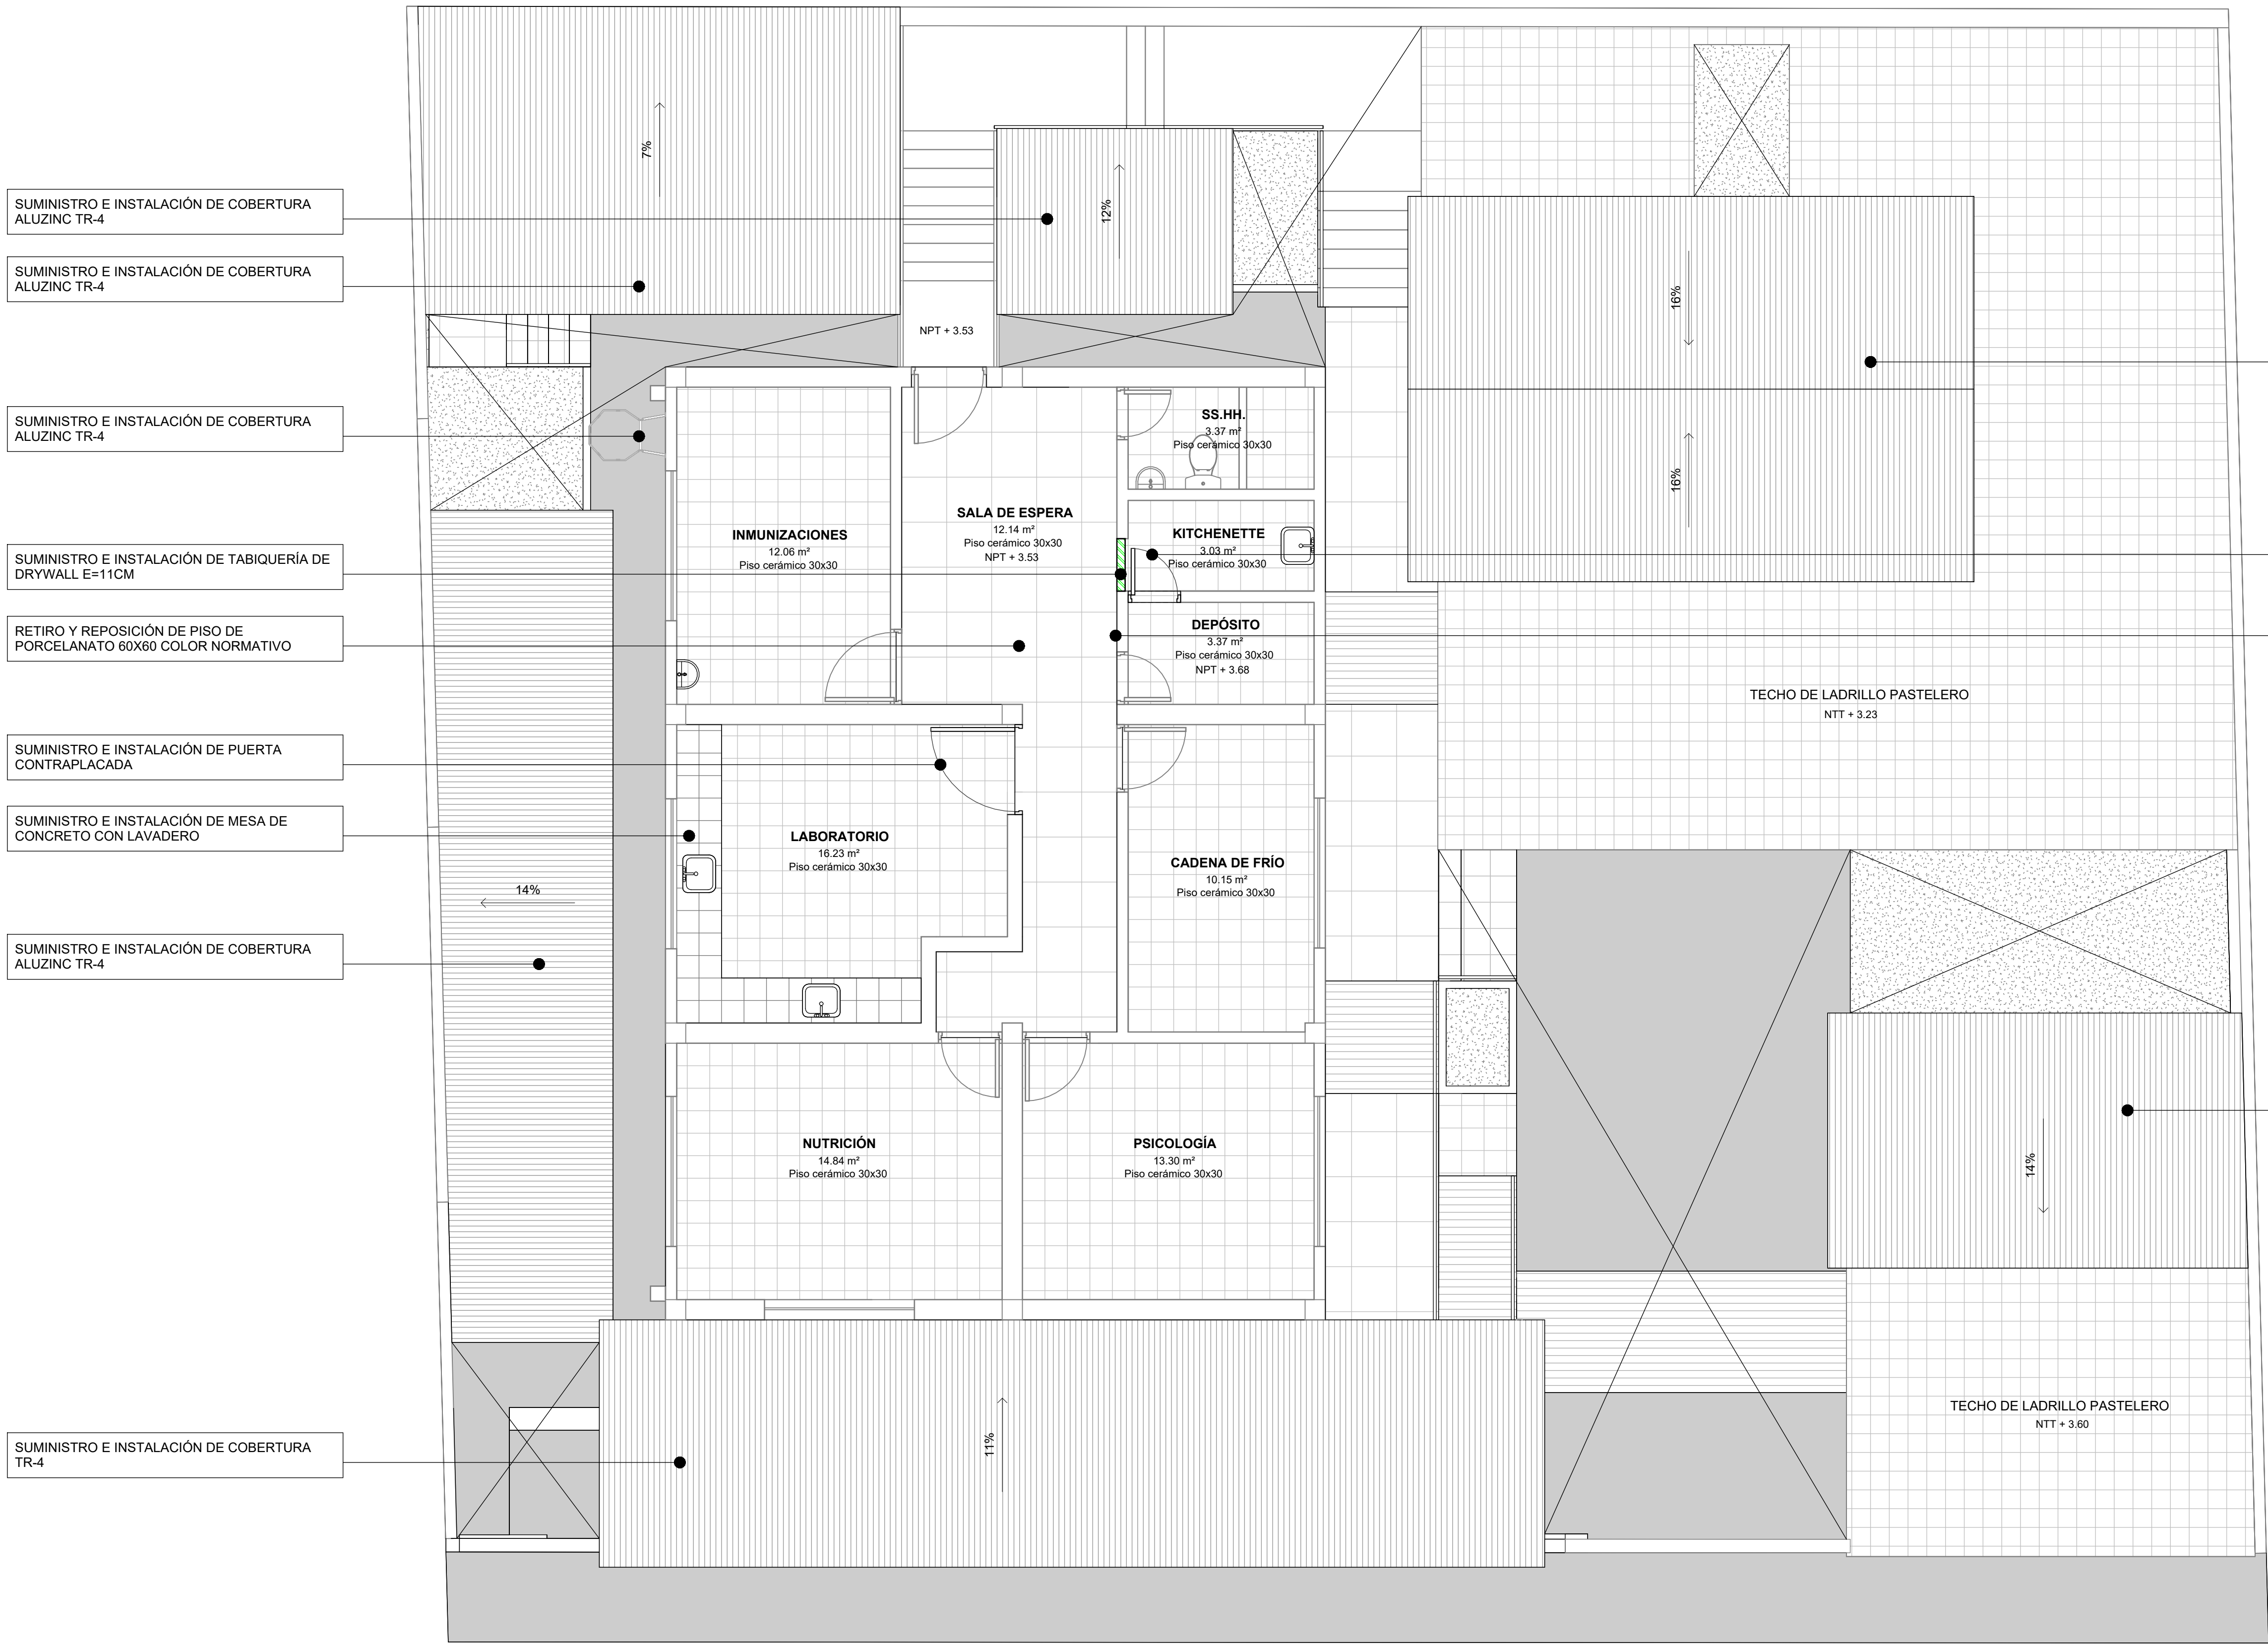 SUMINISTRO E INSTALACIÓN DE COBERTURA
ALUZINC TR-4
SUMINISTRO E INSTALACIÓN DE COBERTURA
ALUZINC TR-4
SUMINISTRO E INSTALACIÓN DE COBERTURA
ALUZINC TR-4
SUMINISTRO E INSTALACIÓN DE TABIQUERÍA DE
DRYWALL E=11CM
RETIRO Y REPOSICIÓN DE PISO DE
PORCELANATO 60X60 COLOR NORMATIVO
SUMINISTRO E INSTALACIÓN DE PUERTA
CONTRAPLACADA
SUMINISTRO E INSTALACIÓN DE MESA DE
CONCRETO CON LAVADERO
SUMINISTRO E INSTALACIÓN DE COBERTURA
ALUZINC TR-4
SUMINISTRO E INSTALACIÓN DE COBERTURA
TR-4
7%
12%
16%
16%
NPT + 3.53
SS.HH.
3.37 m²
Piso cerámico 30x30
INMUNIZACIONES
12.06 m²
Piso cerámico 30x30
SALA DE ESPERA
12.14 m²
Piso cerámico 30x30
NPT + 3.53
KITCHENETTE
3.03 m²
Piso cerámico 30x30
DEPÓSITO
3.37 m²
Piso cerámico 30x30
NPT + 3.68
TECHO DE LADRILLO PASTELERO
NTT + 3.23
LABORATORIO
16.23 m²
Piso cerámico 30x30
CADENA DE FRÍO
10.15 m²
Piso cerámico 30x30
14%
NUTRICIÓN
14.84 m²
Piso cerámico 30x30
PSICOLOGÍA
13.30 m²
Piso cerámico 30x30
14%
TECHO DE LADRILLO PASTELERO
NTT + 3.60
11%